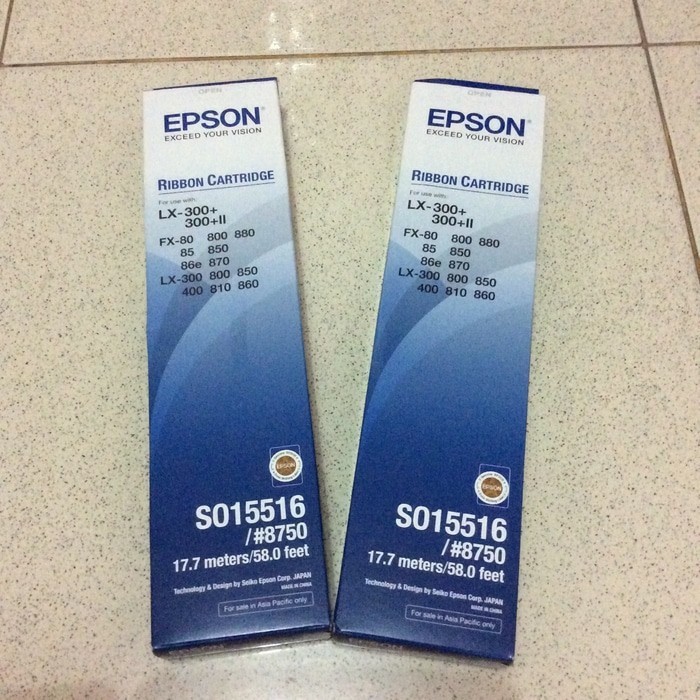 OPEN
EPSON
EXCEED YOUR VISION
RIBBON CARTRIDGE
For use with:
LX-300+
300+II
FX-80 800 880
85 850
86e 870
LX-300 800 850
400 810 860
EPSON
S015516
/#8750
17.7 meters/58.0 feet
Technology & Design by Seiko Epson Corp. JAPAN
MADE IN CHINA
For sale in Asia Pacific only
OPEN
EPSON
EXCEED YOUR VISION
RIBBON CARTRIDGE
For use with:
LX-300+
300+II
FX-80 800 880
85 850
86e 870
LX-300 800 850
400 810 860
EPSON
S015516
/#8750
17.7 meters/58.0 feet
Technology & Design by Seiko Epson Corp. JAPAN
MADE IN CHINA
For sale in Asia Pacific only